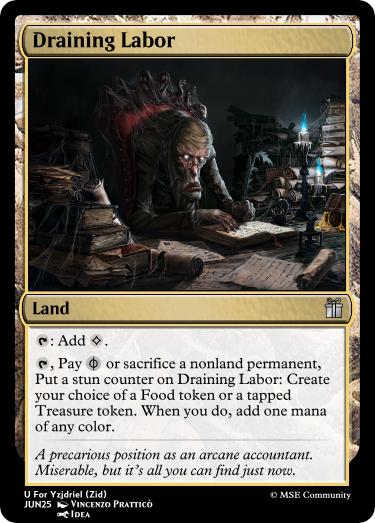 Draining Labor
Land
: Add .
, Pay or sacrifice a nonland permanent,
Put a stun counter on Draining Labor: Create
your choice of a Food token or a tapped
Treasure token. When you do, add one mana
of any color.
A precarious position as an arcane accountant.
Miserable, but it's all you can find just now.
U For Yzjdriel (Zid)
JUN25 Vincenzo Pratticò © MSE Community
Idea